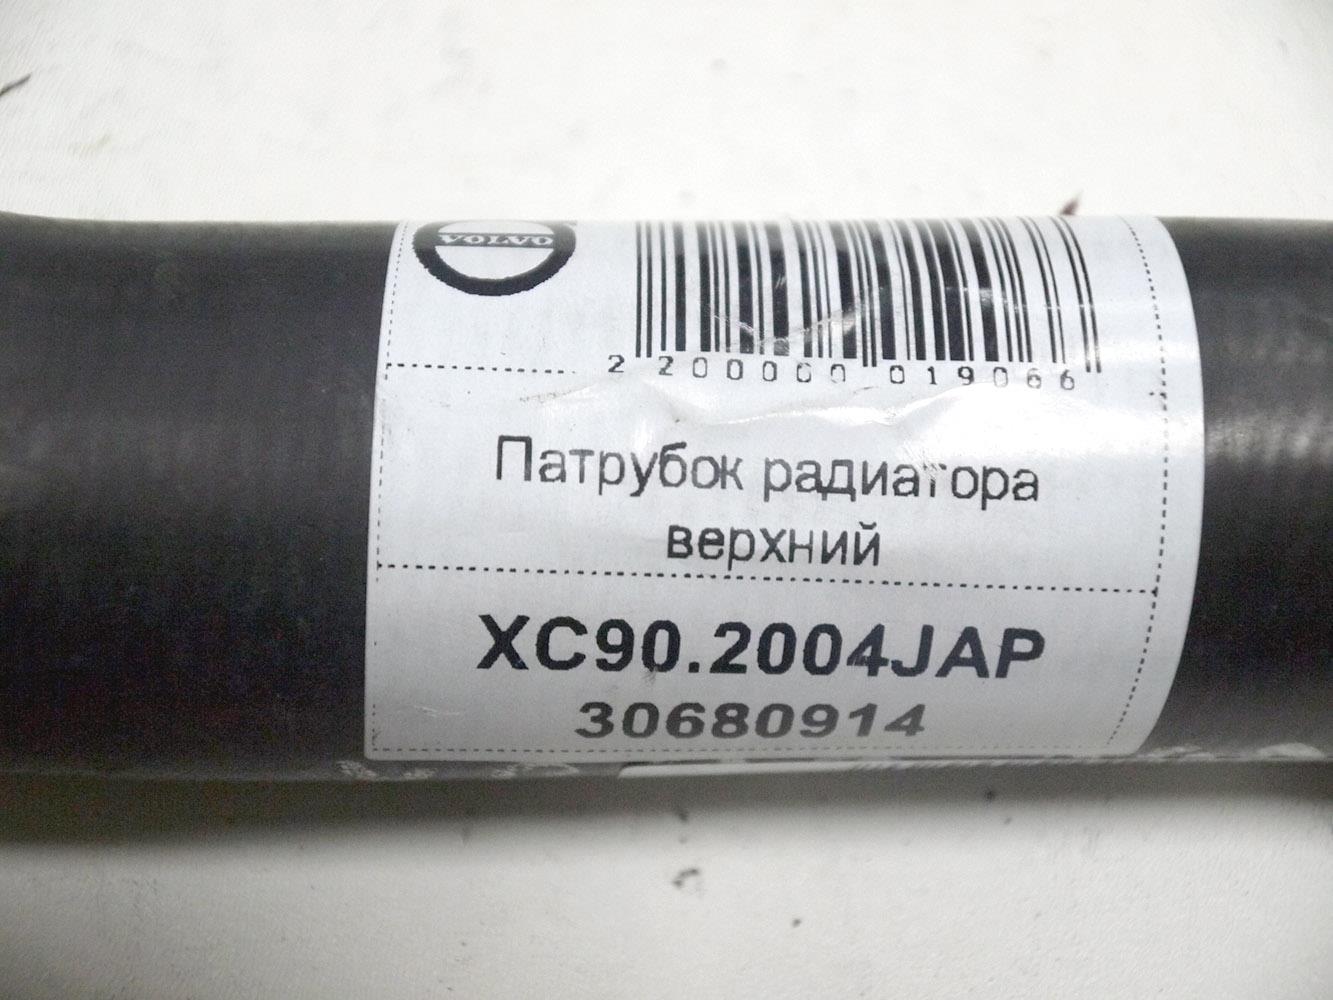 VOLVO
2 200000 019066
Патрубок радиатора
верхний
XC90.2004JAP
30680914